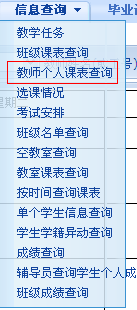 信息查询 毕业
教学任务
班级课表查询
教师个人课表查询 号)
选课情况
考试安排
班级名单查询
空教室查询
教室课表查询
按时间查询课表
单个学生信息查询
学生学籍异动查询
成绩查询
辅导员查询学生个人成
班级成绩查询